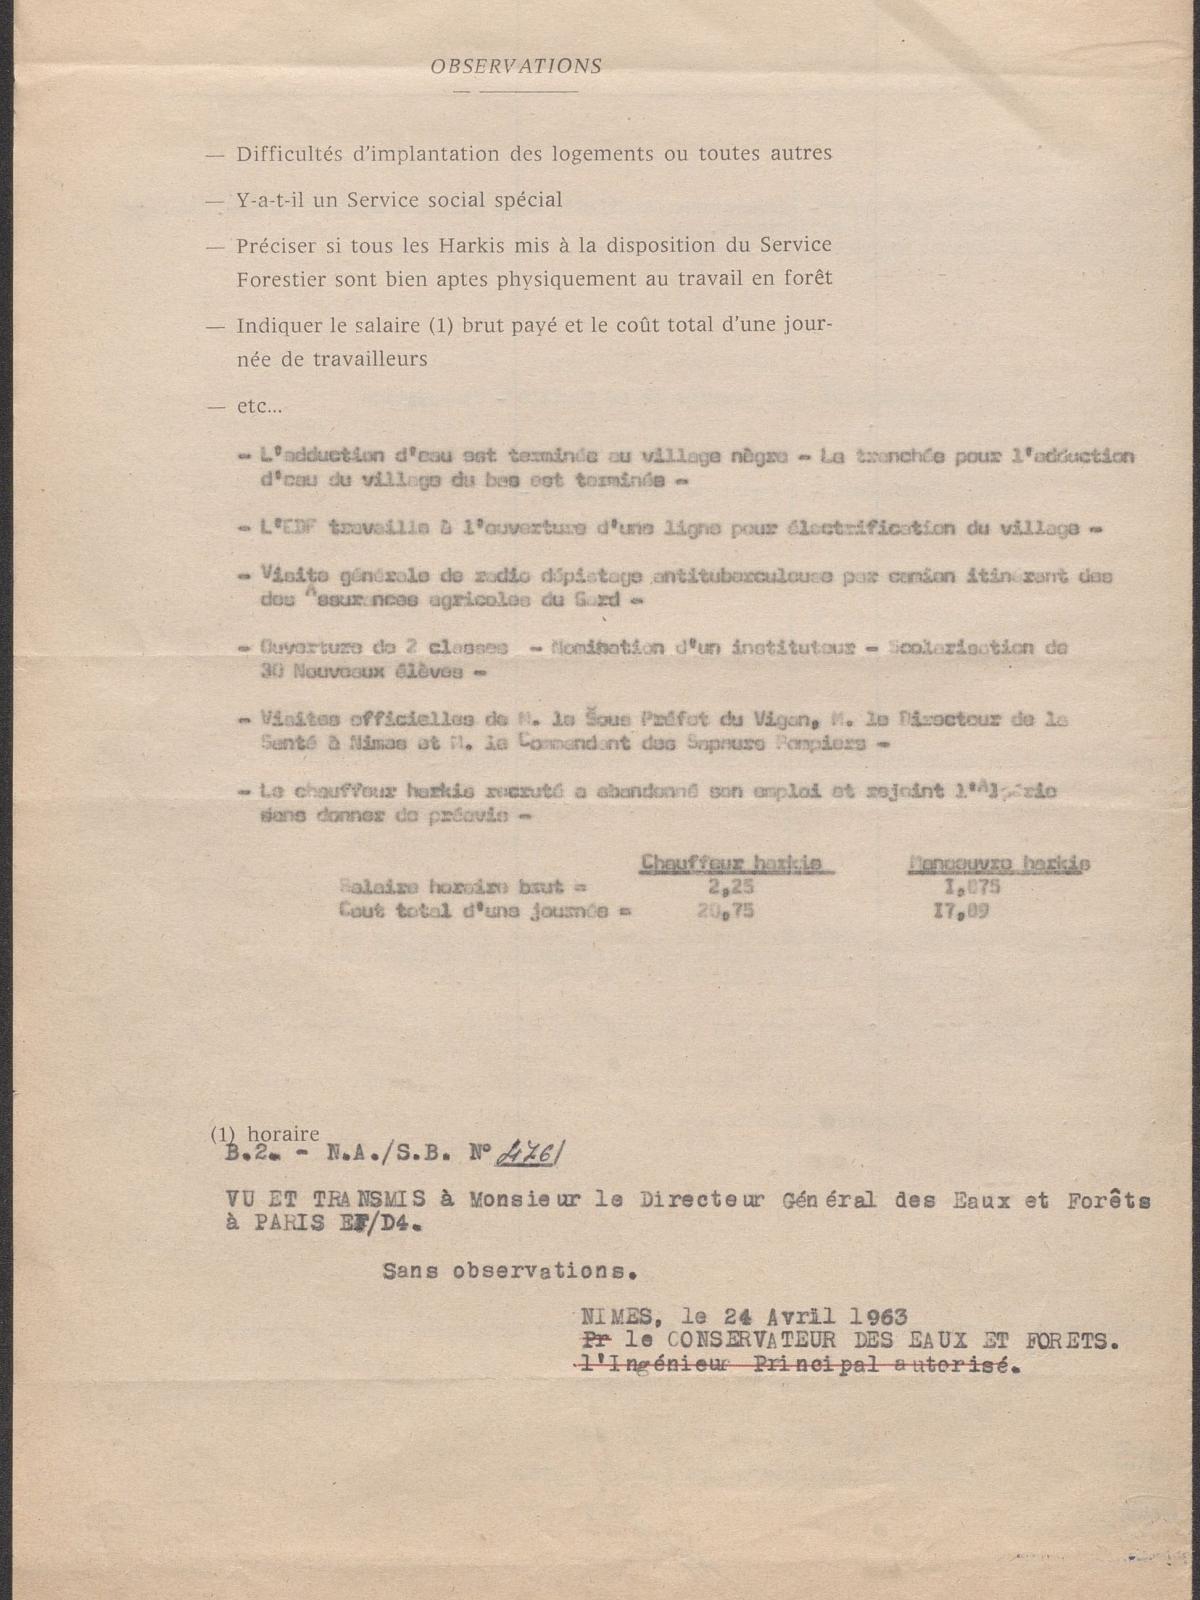 OBSERVATIONS
— Difficultés d'implantation des logements ou toutes autres
— Y-a-t-il un Service social spécial
— Préciser si tous les Harkis mis à la disposition du Service
Forestier sont bien aptes physiquement au travail en forêt
— Indiquer le salaire (1) brut payé et le coût total d'une jour-
née de travailleurs
— etc...
- L'adduction d'eau est terminée au village nègre - La tranchée pour l'adduction
d'eau du village du bas est terminée -
- L'EDF travaille à l'ouverture d'une ligne pour électrification du village -
- Visite générale de radio dépistage antituberculeuse par camion itinérant des
des Assurances agricoles du Gard -
- Ouverture de 2 classes - Nomination d'un instituteur - Scolarisation de
30 Nouveaux élèves -
- Visites officielles de M. le Sous Préfet du Vigan, M. le Directeur de la
Santé à Nimes et M. le Commandant des Sapeurs Pompiers -
- Le chauffeur harkis recruté a abandonné son emploi et rejoint l'Algérie
sans donner de préavis -
Chauffeur harkis Manoeuvre harkis
Salaire horaire brut = 2,25 1,875
Cout total d'une journée = 20,75 17,89
(1) horaire
B.2. - N.A./S.B. N° 4761
VU ET TRANSMIS à Monsieur le Directeur Général des Eaux et Forêts
à PARIS EF/D4.
Sans observations.
NIMES, le 24 Avril 1963
Pr le CONSERVATEUR DES EAUX ET FORETS.
l'Ingénieur Principal autorisé.